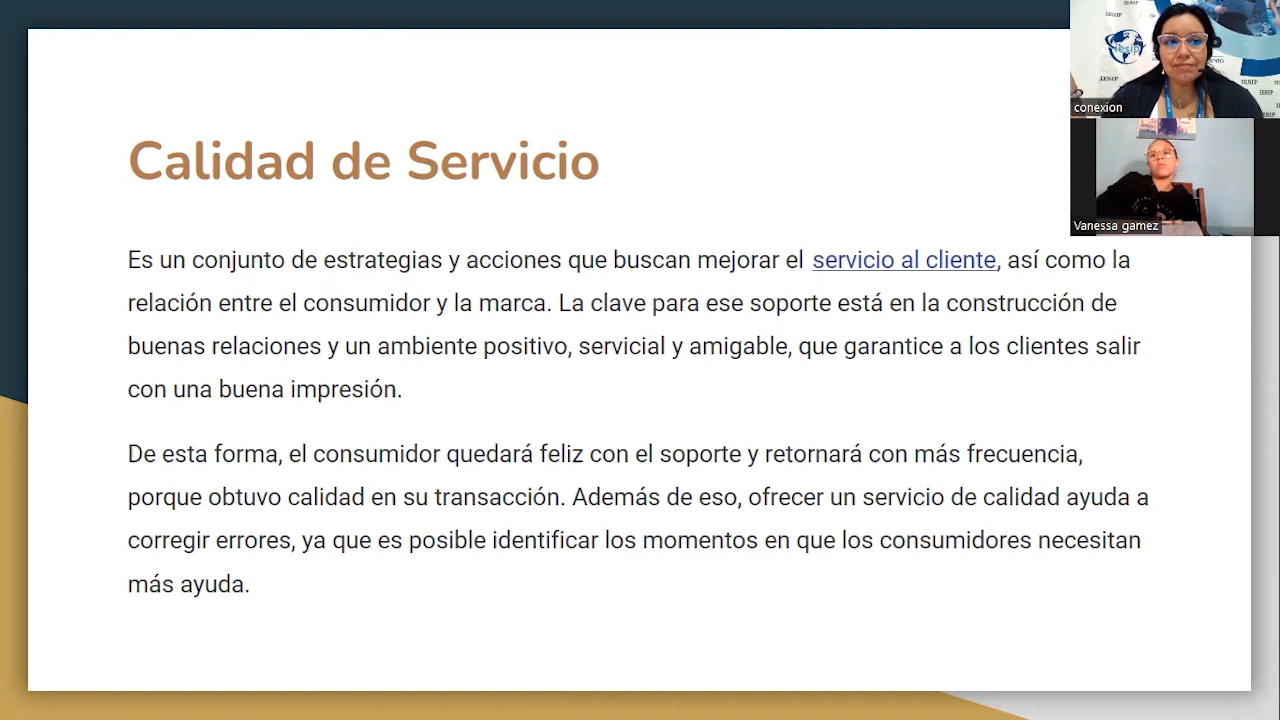 Calidad de Servicio
Es un conjunto de estrategias y acciones que buscan mejorar el servicio al cliente, así como la
relación entre el consumidor y la marca. La clave para ese soporte está en la construcción de
buenas relaciones y un ambiente positivo, servicial y amigable, que garantice a los clientes salir
con una buena impresión.
De esta forma, el consumidor quedará feliz con el soporte y retornará con más frecuencia,
porque obtuvo calidad en su transacción. Además de eso, ofrecer un servicio de calidad ayuda a
corregir errores, ya que es posible identificar los momentos en que los consumidores necesitan
más ayuda.
IESIP
iesip
IESIP
IESIP
IESIP
conexion
Vanessa gamez